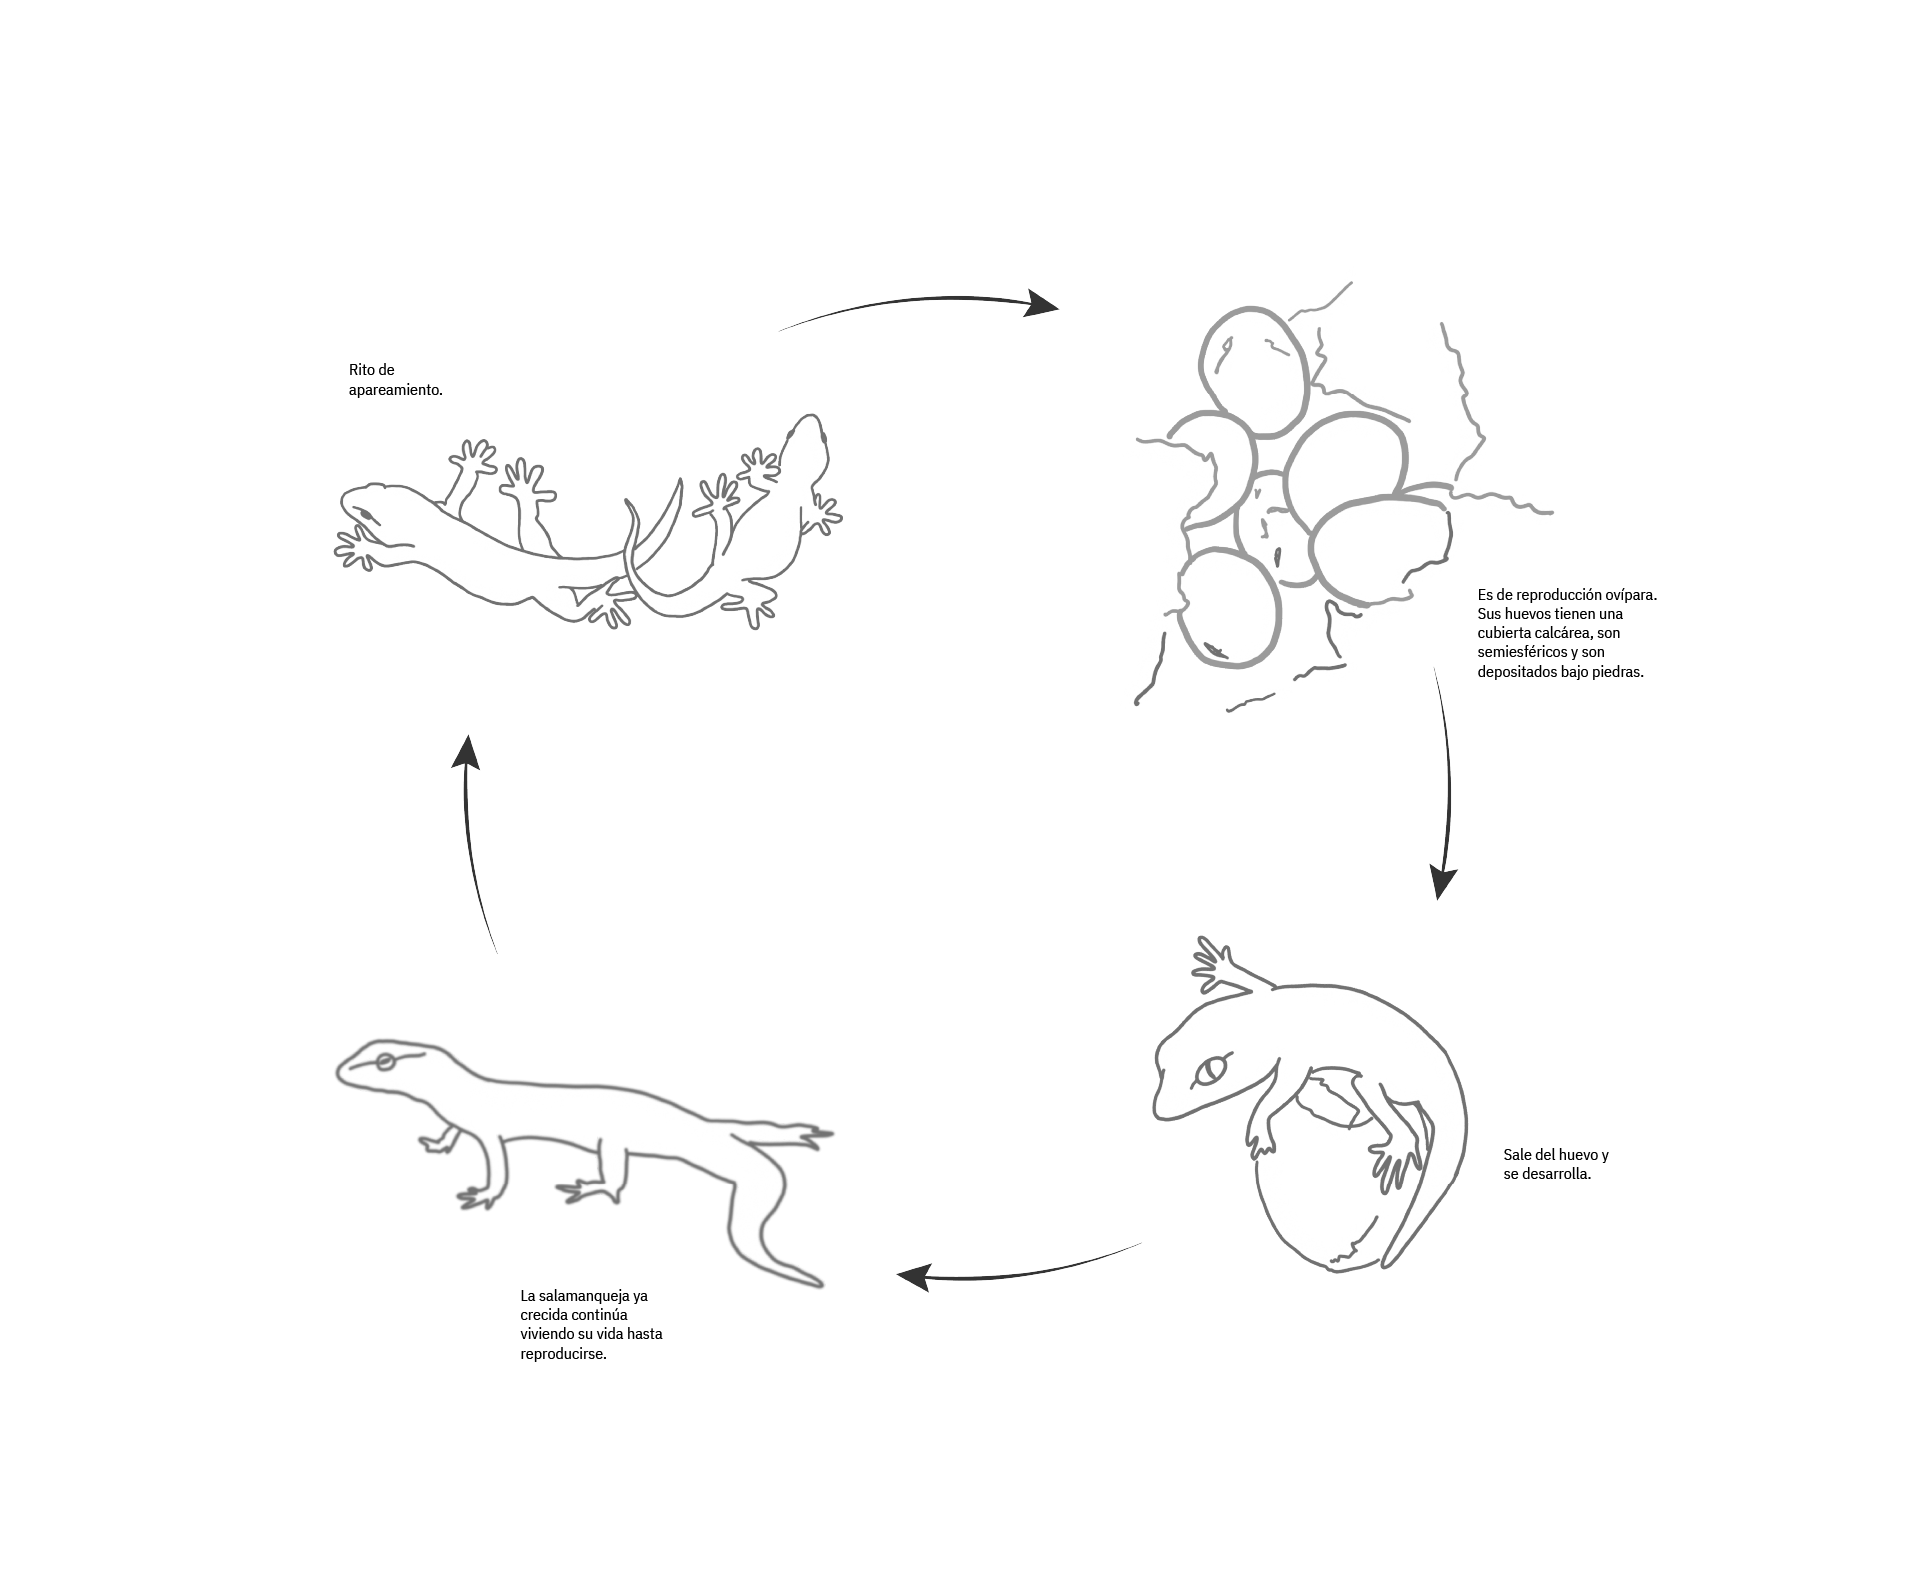 Rito de
apareamiento.
Es de reproducción ovípara.
Sus huevos tienen una
cubierta calcárea, son
semiesféricos y son
depositados bajo piedras.
Sale del huevo y
se desarrolla.
La salamanqueja ya
crecida continúa
viviendo su vida hasta
reproducirse.